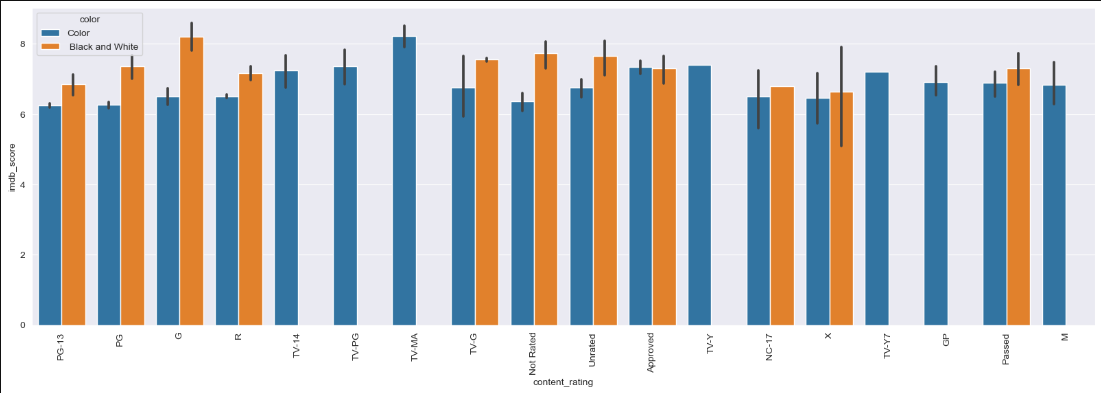 color
Color
Black and White
8
6
4
2
0
imdb_score
PG-13
PG
G
R
TV-14
TV-PG
TV-MA
TV-G
Not Rated
Unrated
Approved
TV-Y
NC-17
X
TV-Y7
GP
Passed
M
content_rating